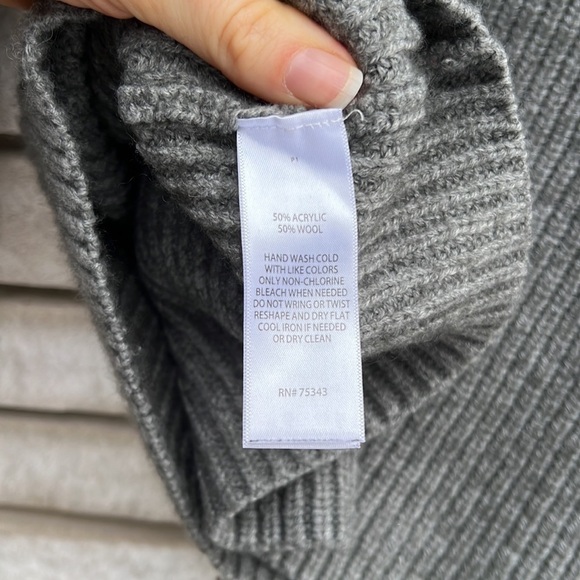 50% ACRYLIC
50% WOOL
HAND WASH COLD
WITH LIKE COLORS
ONLY NON-CHLORINE
BLEACH WHEN NEEDED
DO NOT WRING OR TWIST
RESHAPE AND DRY FLAT
COOL IRON IF NEEDED
OR DRY CLEAN
RN# 75343